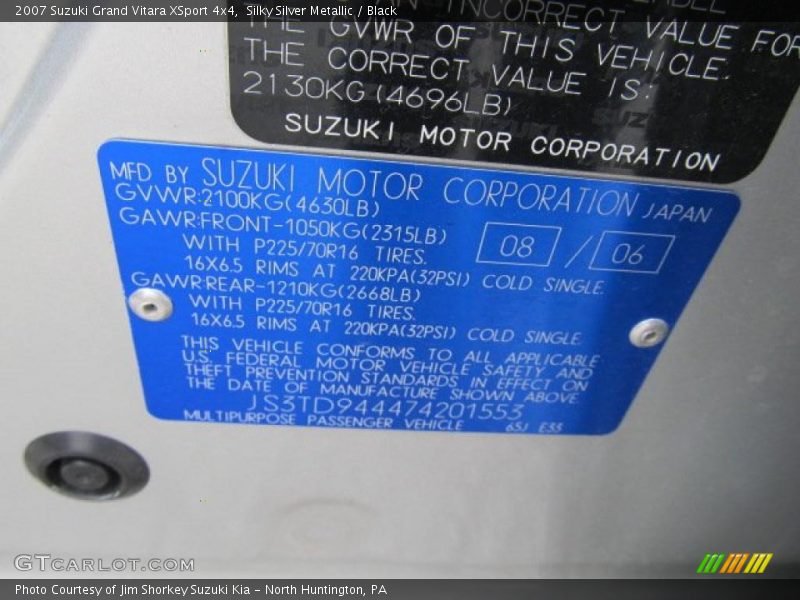 2007 Suzuki Grand Vitara XSport 4x4,  Silky Silver Metallic / Black
INCORRECT VALUE FOR
THE GVWR OF THIS VEHICLE.
THE CORRECT VALUE IS:
2130KG(4696LB)
SUZUKI MOTOR CORPORATION
MFD BY SUZUKI MOTOR CORPORATION JAPAN
GVWR:2100KG(4630LB)
GAWR:FRONT-1050KG(2315LB) 08 / 06
WITH P225/70R16 TIRES.
16X6.5 RIMS AT 220KPA(32PSI) COLD SINGLE.
GAWR:REAR-1210KG(2668LB)
WITH P225/70R16 TIRES.
16X6.5 RIMS AT 220KPA(32PSI) COLD SINGLE.
THIS VEHICLE CONFORMS TO ALL APPLICABLE
U.S. FEDERAL MOTOR VEHICLE SAFETY AND
THEFT PREVENTION STANDARDS IN EFFECT ON
THE DATE OF MANUFACTURE SHOWN ABOVE.
JS3TD944474201553
MULTIPURPOSE PASSENGER VEHICLE 65J E33
GTCARLOT.COM
Photo Courtesy of Jim Shorkey Suzuki Kia - North Huntington, PA